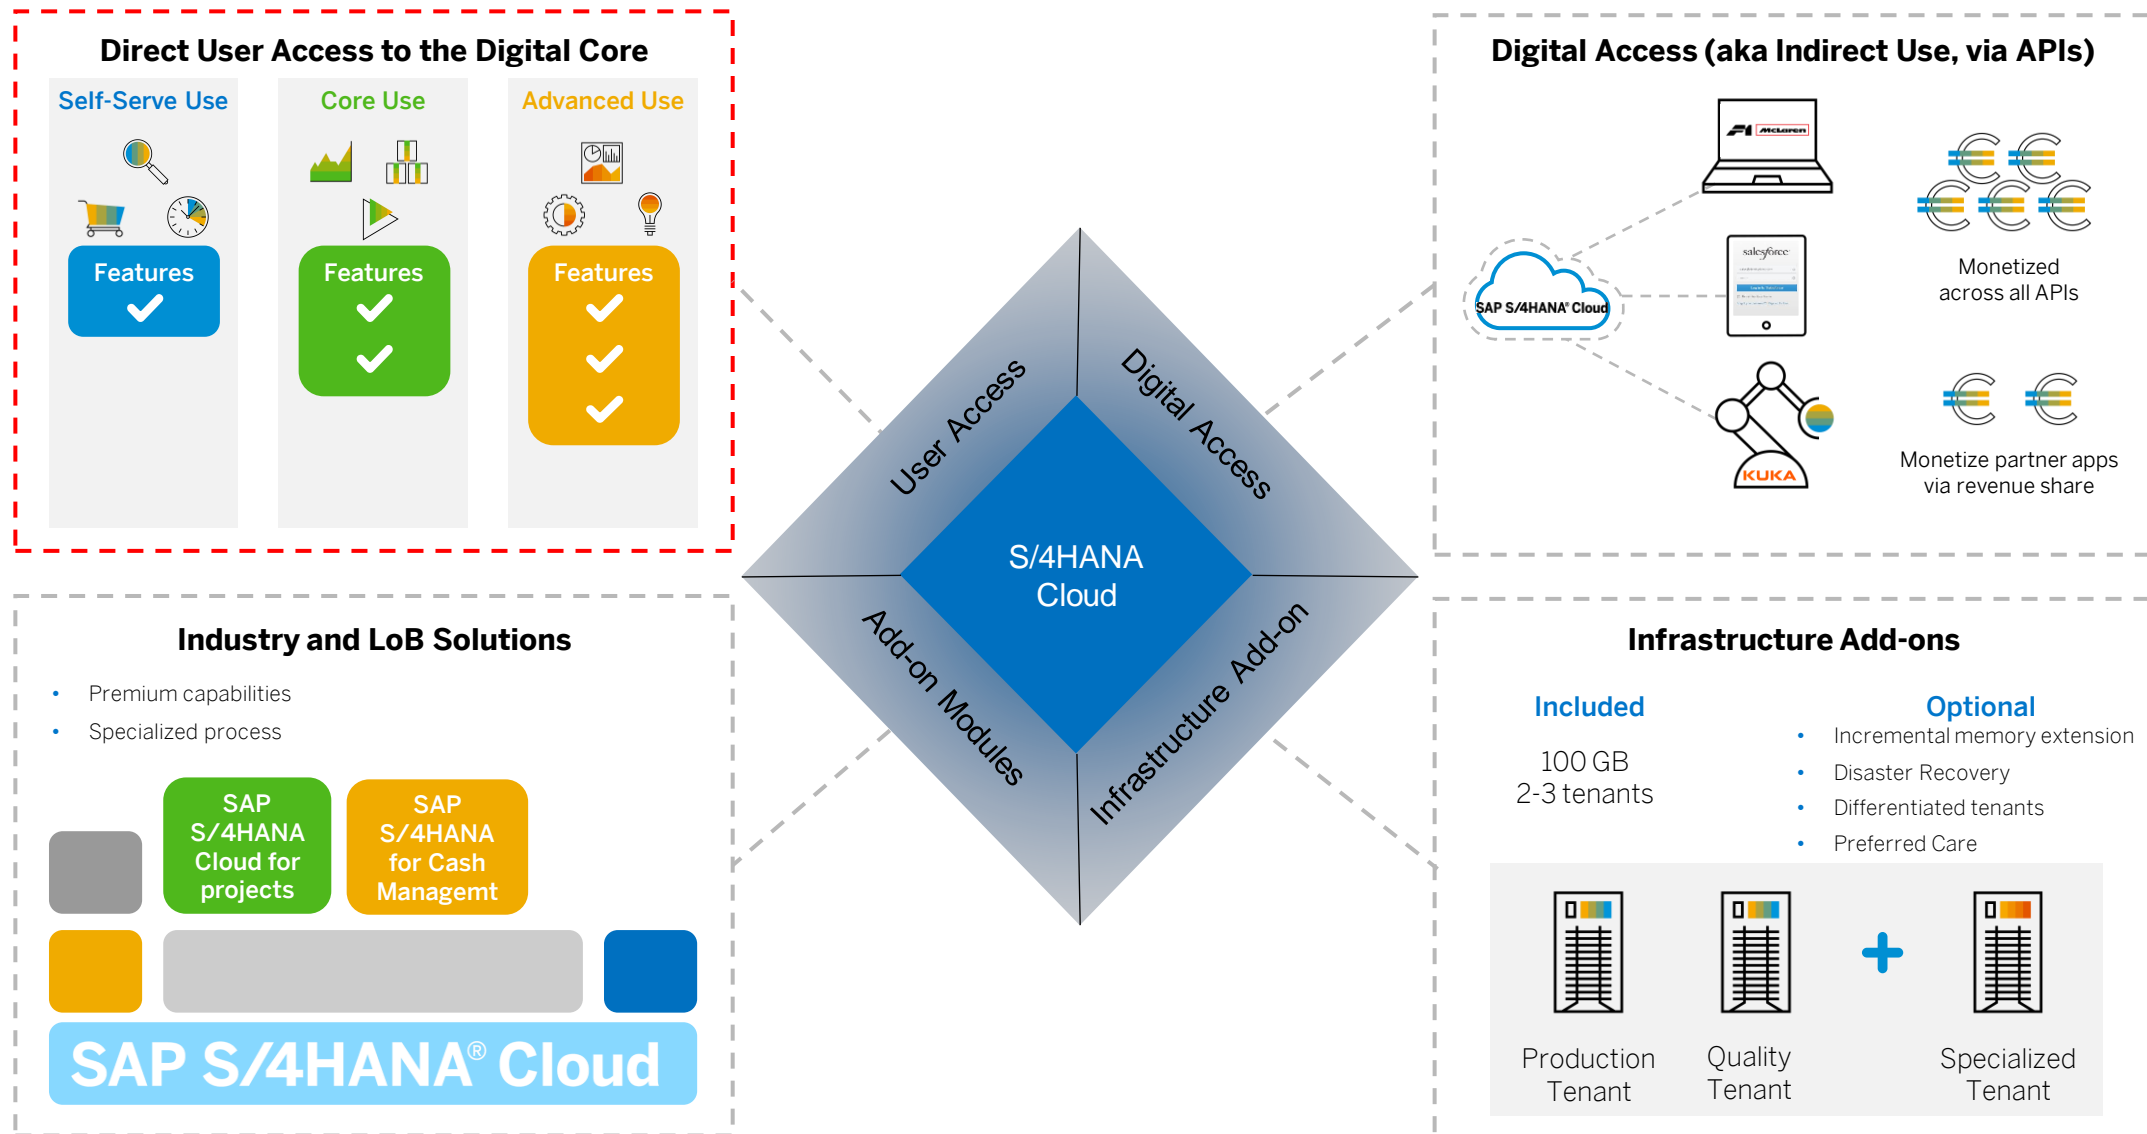 Direct User Access to the Digital Core
Self-Serve Use
Core Use
Advanced Use
Features
Features
Features
Digital Access (aka Indirect Use, via APIs)
McLaren
salesforce
SAP S/4HANA® Cloud
KUKA
Monetized
across all APIs
Monetize partner apps
via revenue share
User Access
Digital Access
S/4HANA
Cloud
Add-on Modules
Infrastructure Add-on
Industry and LoB Solutions
• Premium capabilities
• Specialized process
SAP
S/4HANA
Cloud for
projects
SAP
S/4HANA
for Cash
Managemt
SAP S/4HANA® Cloud
Infrastructure Add-ons
Included
100 GB
2-3 tenants
Optional
• Incremental memory extension
• Disaster Recovery
• Differentiated tenants
• Preferred Care
Production
Tenant
Quality
Tenant
Specialized
Tenant